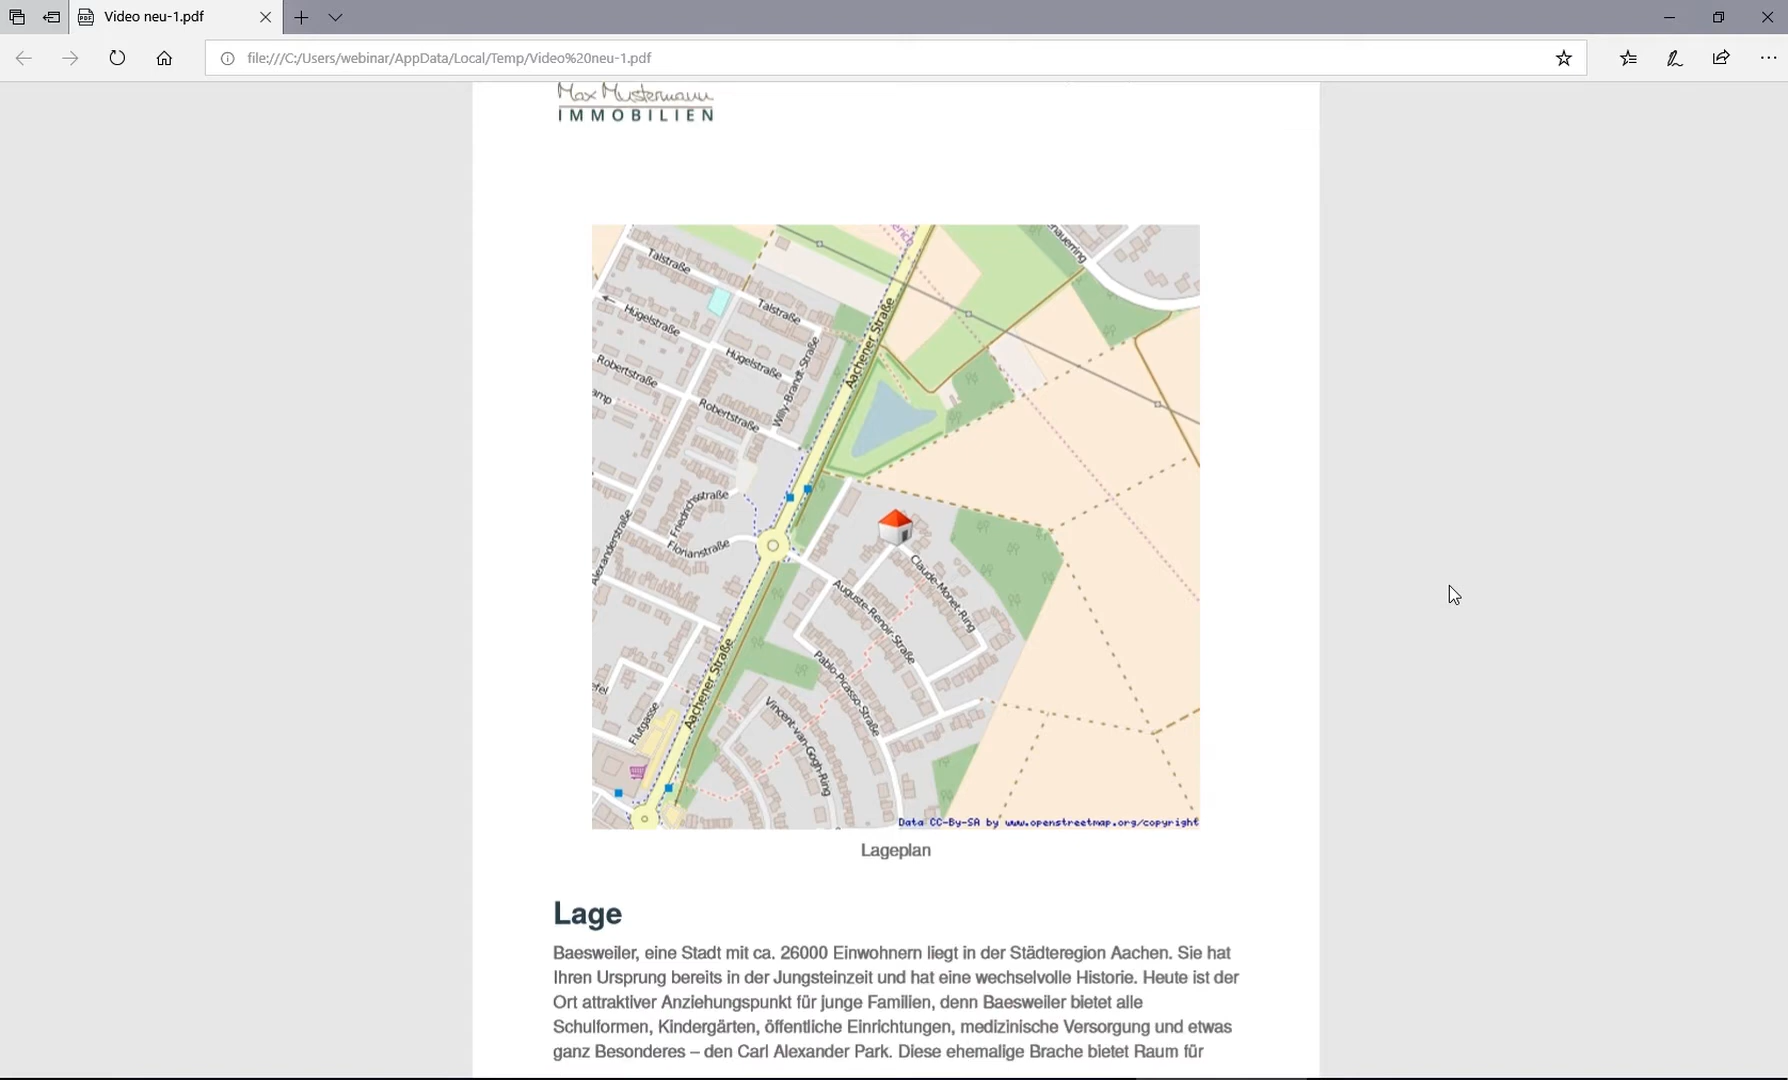 Video neu-1.pdf
file:///C:/Users/webinar/AppData/Local/Temp/Video%20neu-1.pdf
Max Mustermann
IMMOBILIEN
Talstraße
Talstraße
Hügelstraße
Hügelstraße
Robertstraße
Robertstraße
Willy-Brandt-Straße
Aachener Straße
Friedrichsstraße
Florianstraße
Alexanderstraße
Claude-Monet-Ring
Auguste-Renoir-Straße
Pablo-Picasso-Straße
Aachener Straße
Vincent-van-Gogh-Ring
Flutgasse
Data CC-By-SA by www.openstreetmap.org/copyright
Lageplan
Lage
Baesweiler, eine Stadt mit ca. 26000 Einwohnern liegt in der Städteregion Aachen. Sie hat
Ihren Ursprung bereits in der Jungsteinzeit und hat eine wechselvolle Historie. Heute ist der
Ort attraktiver Anziehungspunkt für junge Familien, denn Baesweiler bietet alle
Schulformen, Kindergärten, öffentliche Einrichtungen, medizinische Versorgung und etwas
ganz Besonderes – den Carl Alexander Park. Diese ehemalige Brache bietet Raum für